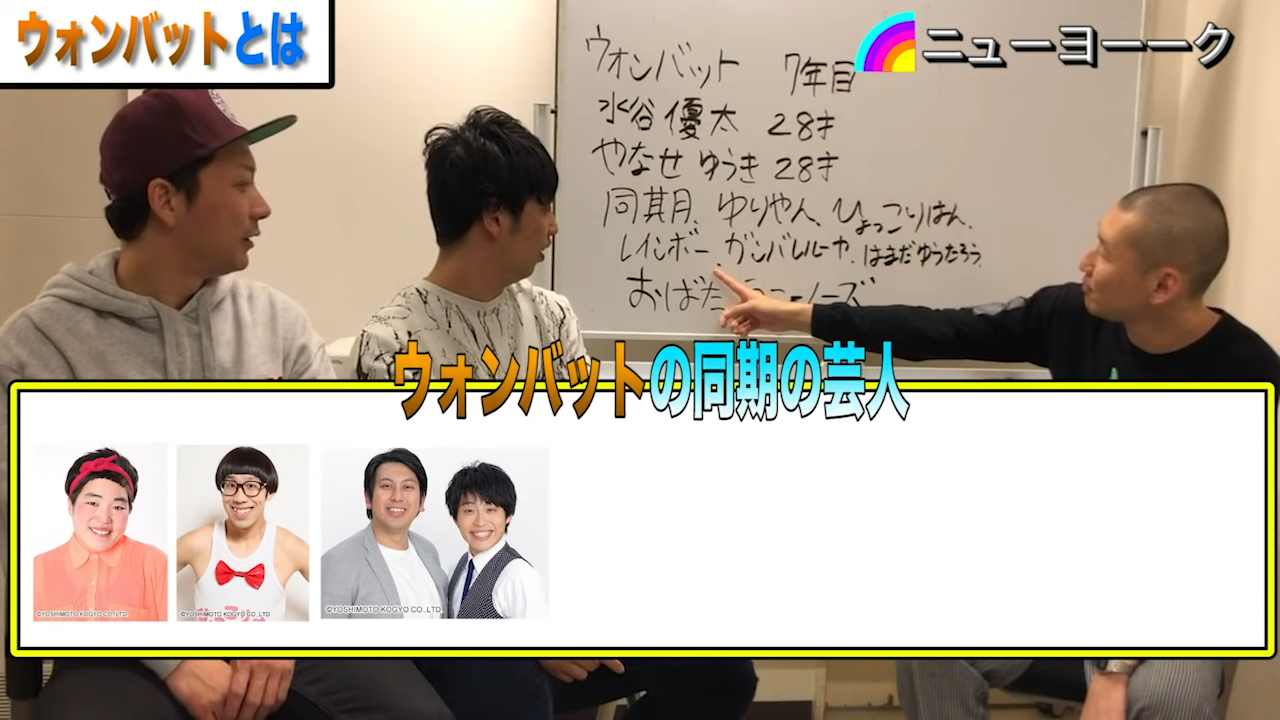 ウォンバットとは
ニューヨーーク
ウォンバット 7年目
水谷優太 28才
やなせゆうき 28才
同期、ゆりやん、ひょっこりはん、
レインボー、ガンバレルーヤ、はまだゆうたろう、
おばた
ーズ
ウォンバットの同期の芸人
©YOSHIMOTO KOGYO CO.,LTD.
©YOSHIMOTO KOGYO CO.,LTD.
©YOSHIMOTO KOGYO CO.,LTD.